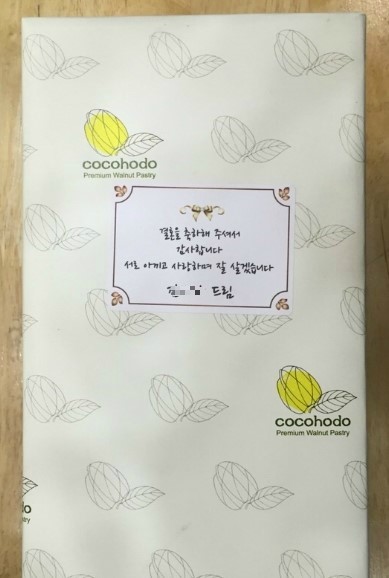 cocohodo
Premium Walnut Pastry
결혼을 축하해 주셔서
감사합니다
서로 아끼고 사랑하며 잘 살겠습니다
드림
cocohodo
Premium Walnut Pastry